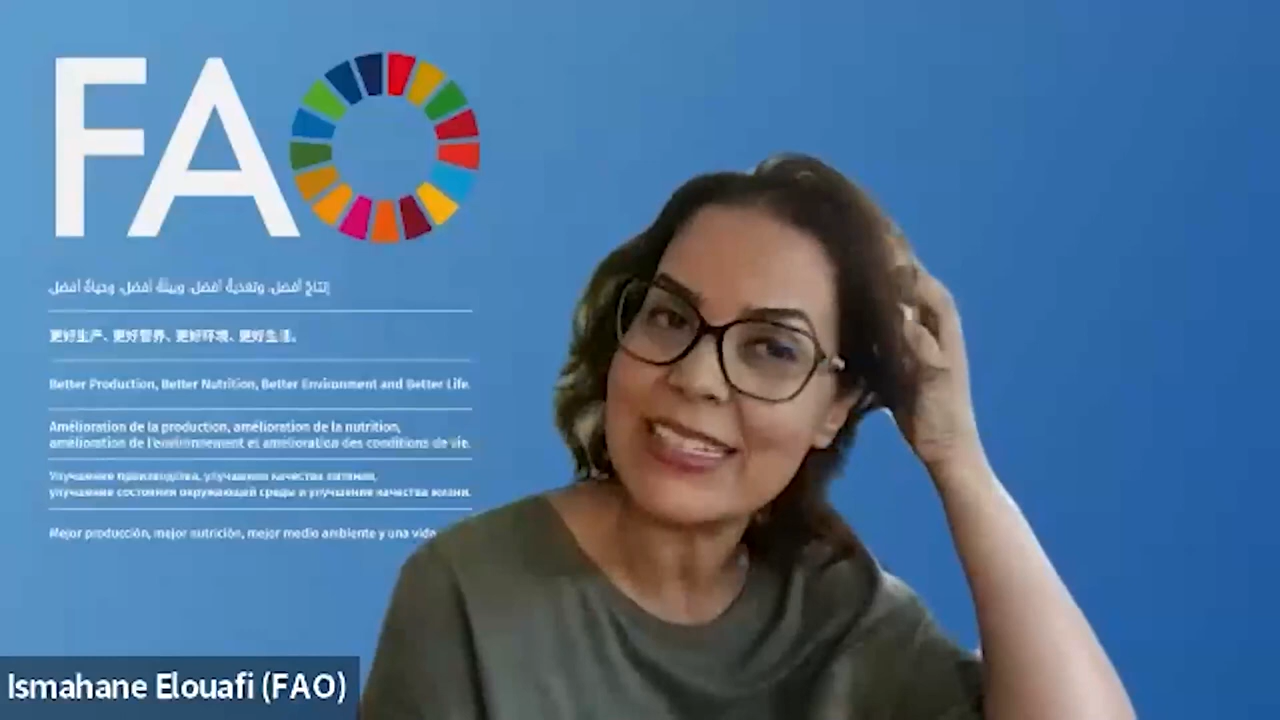 FAO
إنتاجٌ أفضل، وتغذيةٌ أفضل، وبيئةٌ أفضل، وحياةٌ أفضل.
更好生产、更好营养、更好环境、更好生活。
Better Production, Better Nutrition, Better Environment and Better Life.
Amélioration de la production, amélioration de la nutrition,
amélioration de l'environnement et amélioration des conditions de vie.
Улучшение производства, улучшение качества питания,
улучшение состояния окружающей среды и улучшение качества жизни.
Mejor producción, mejor nutrición, mejor medio ambiente y una vida
Ismahane Elouafi (FAO)